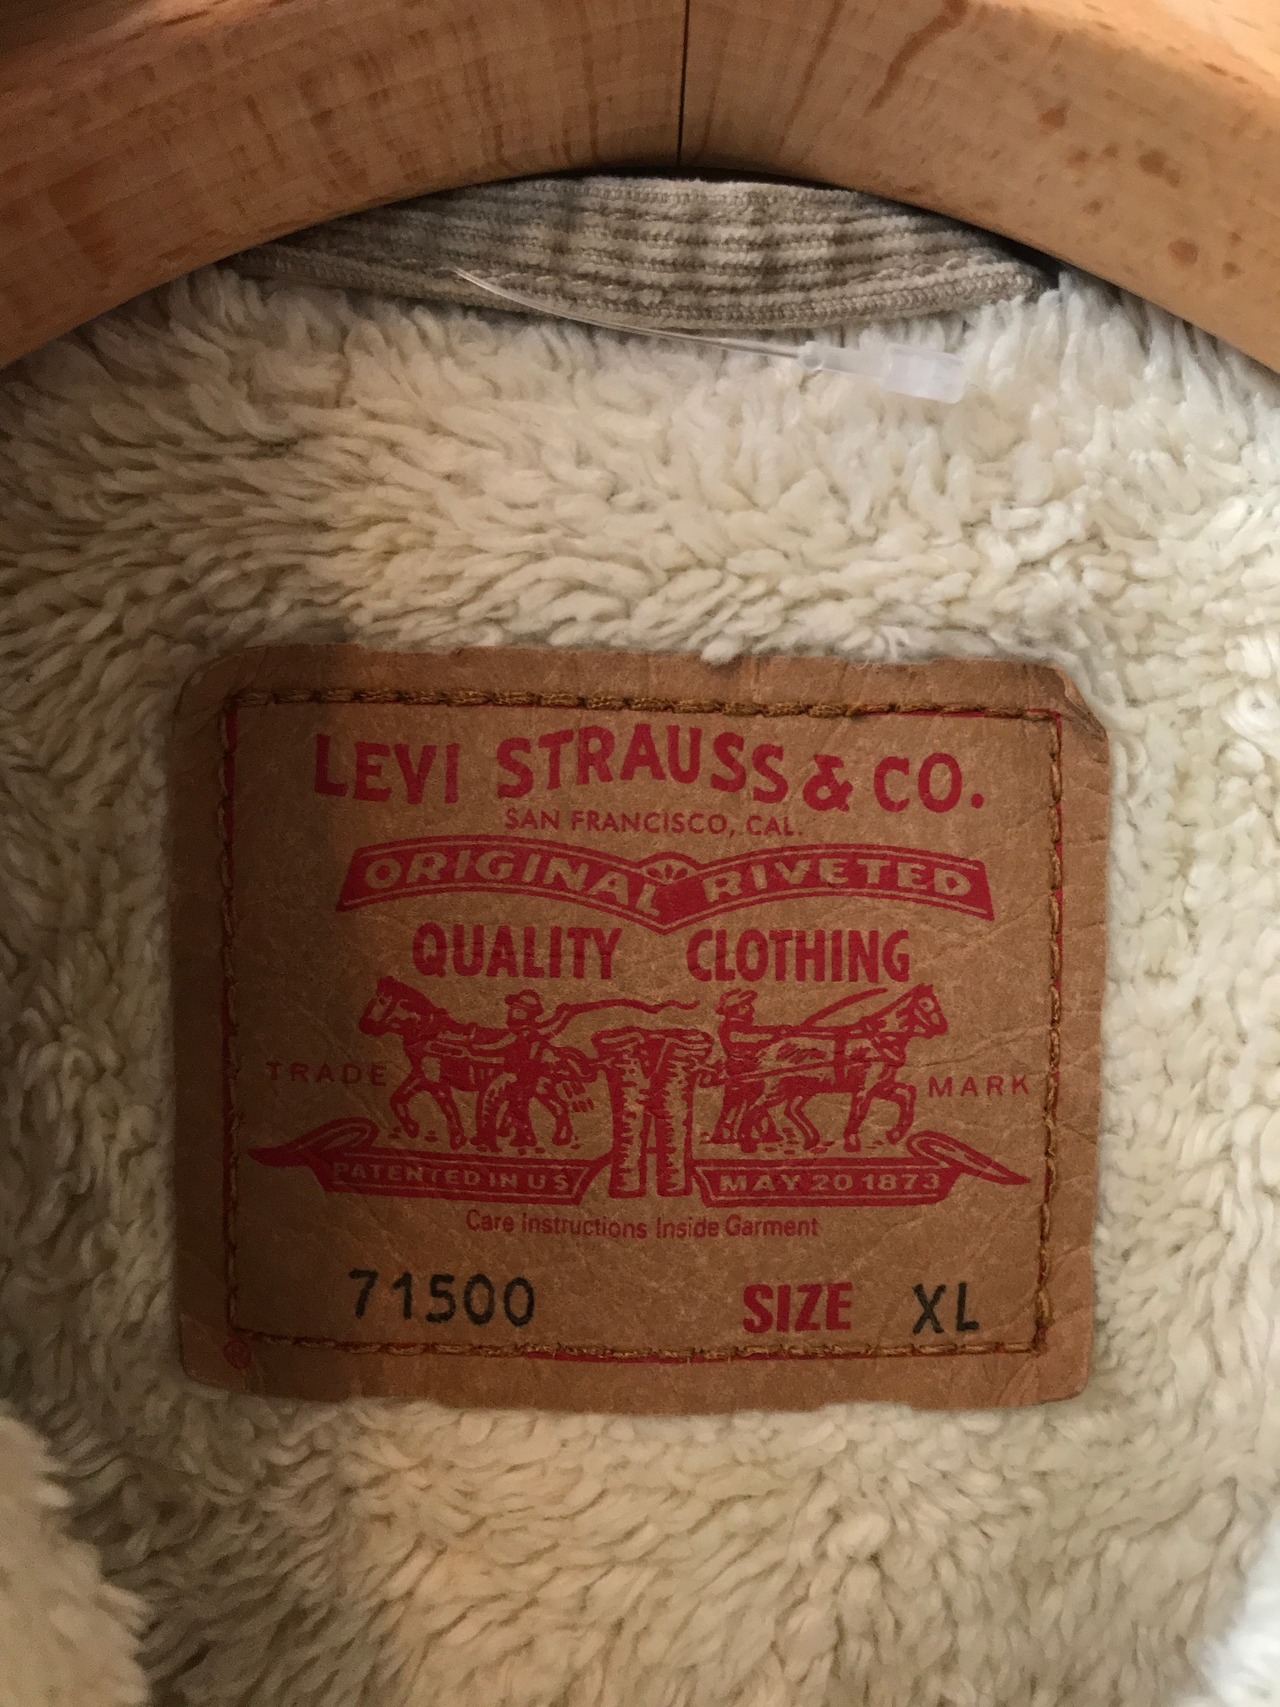 LEVI STRAUSS & CO.
SAN FRANCISCO, CAL.
ORIGINAL RIVETED
QUALITY CLOTHING
TRADE MARK
PATENTED IN U S MAY 20 1873
Care Instructions Inside Garment
71500 SIZE XL
®